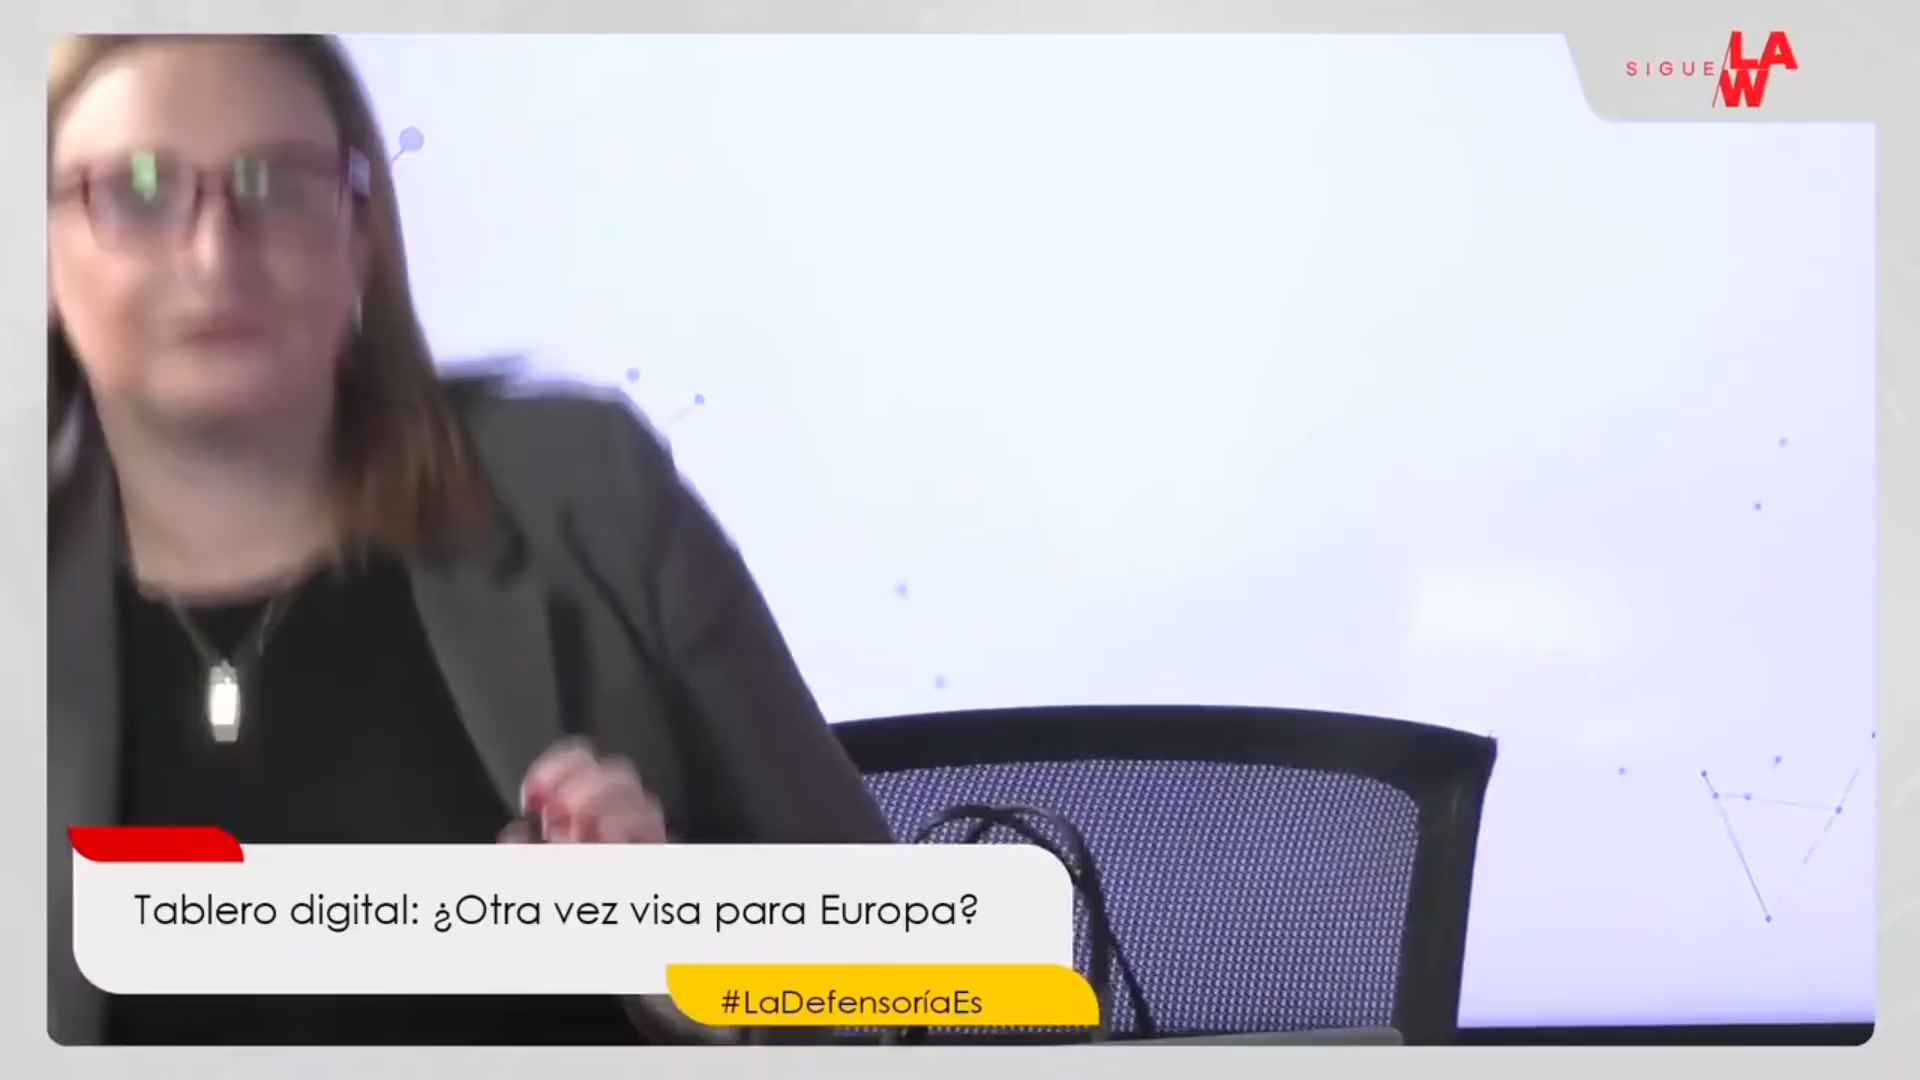 SIGUE LA
W
Tablero digital: ¿Otra vez visa para Europa?
#LaDefensoríaEs